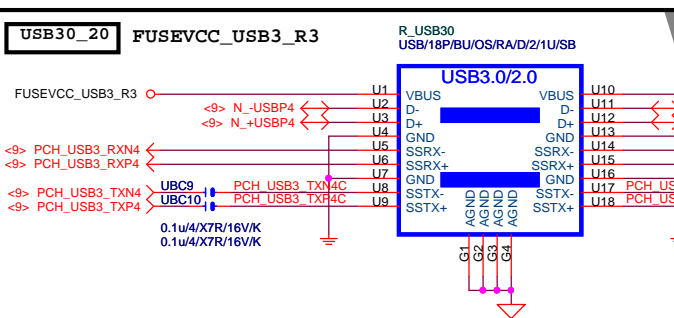 USB30_20 FUSEVCC_USB3_R3
R_USB30
USB/18P/BU/OS/RA/D/2/1U/SB
USB3.0/2.0
FUSEVCC_USB3_R3 U1 VBUS VBUS U10
<9> N_-USBP4 U2 D- D- U11
<9> N_+USBP4 U3 D+ D+ U12
U4 GND GND U13
<9> PCH_USB3_RXN4 U5 SSRX- SSRX- U14
<9> PCH_USB3_RXP4 U6 SSRX+ SSRX+ U15
U7 GND GND U16
<9> PCH_USB3_TXN4 UBC9 PCH_USB3_TXN4C U8 SSTX- SSTX- U17 PCH_US
<9> PCH_USB3_TXP4 UBC10 PCH_USB3_TXP4C U9 SSTX+ SSTX+ U18 PCH_US
AGND AGND AGND AGND
0.1u/4/X7R/16V/K
0.1u/4/X7R/16V/K
G1 G2 G3 G4